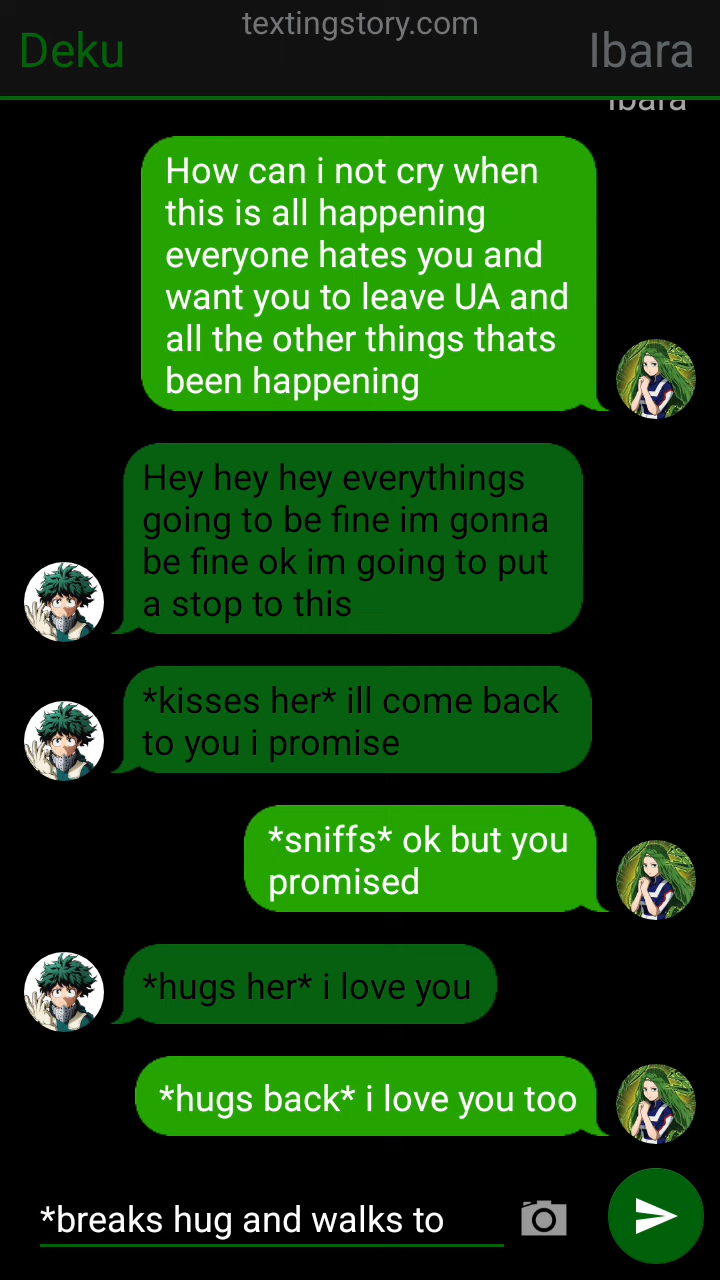 textingstory.com
Deku
Ibara
Ibara
How can i not cry when
this is all happening
everyone hates you and
want you to leave UA and
all the other things thats
been happening
Hey hey hey everythings
going to be fine im gonna
be fine ok im going to put
a stop to this
*kisses her* ill come back
to you i promise
*sniffs* ok but you
promised
*hugs her* i love you
*hugs back* i love you too
*breaks hug and walks to